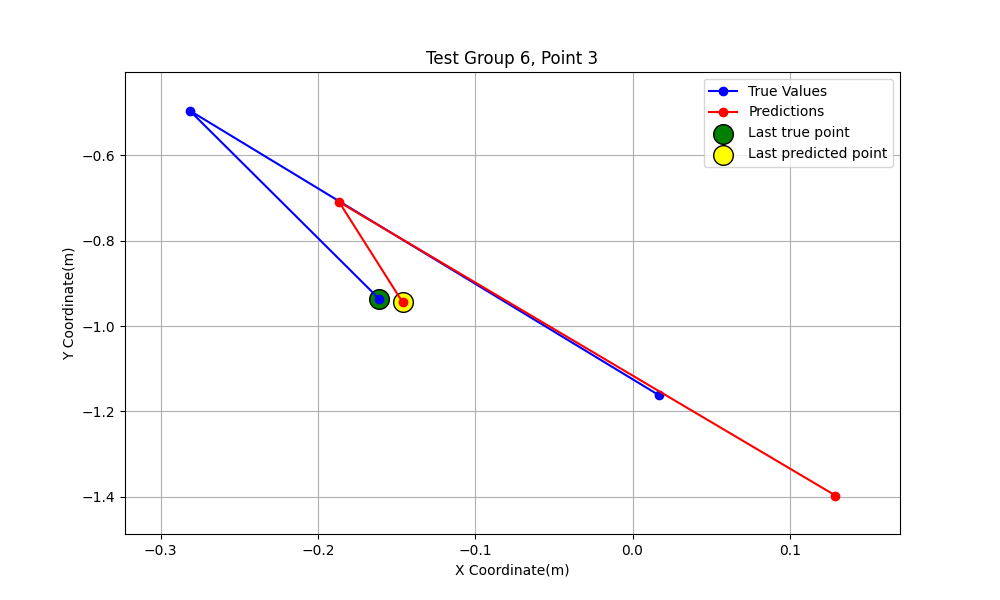 Test Group 6, Point 3
True Values
Predictions
Last true point
Last predicted point
Y Coordinate(m)
−0.6
−0.8
−1.0
−1.2
−1.4
−0.3
−0.2
−0.1
0.0
0.1
X Coordinate(m)